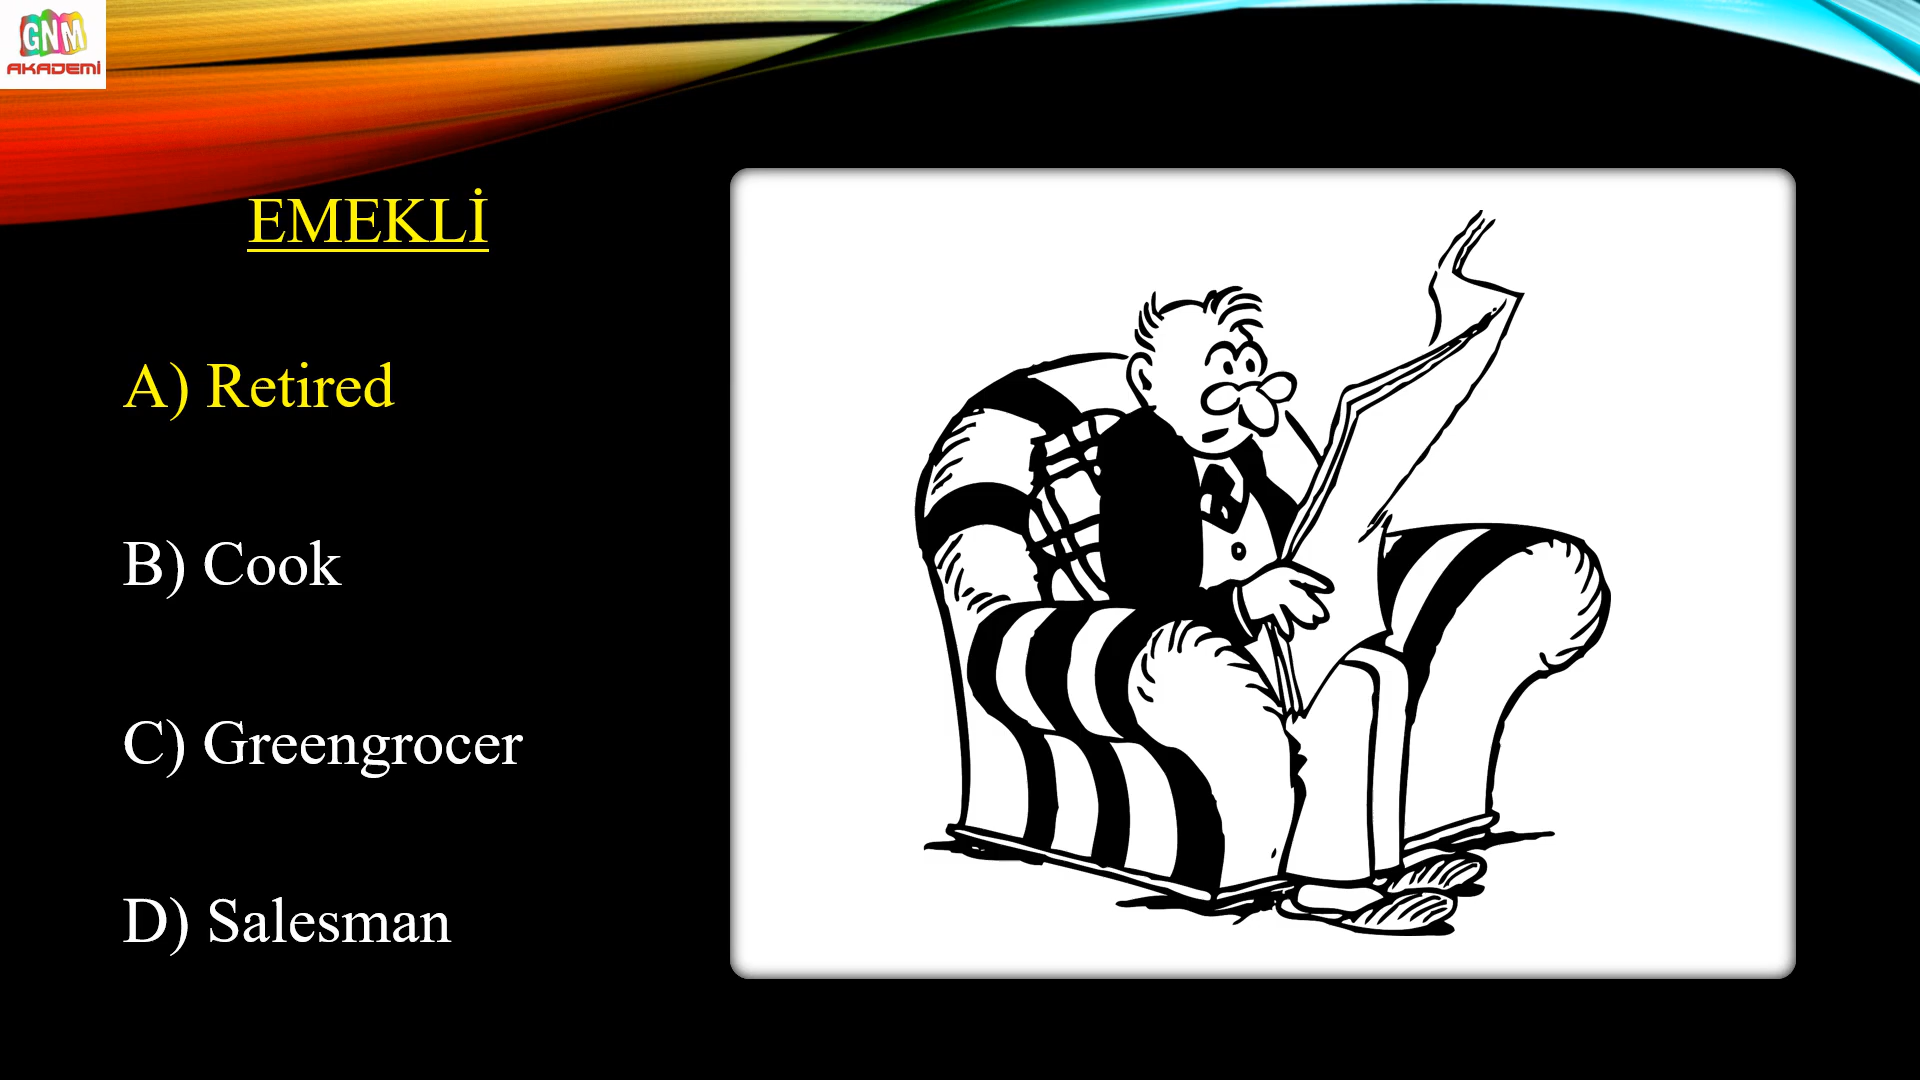 GNM
AKADEMİ
EMEKLİ
A) Retired
B) Cook
C) Greengrocer
D) Salesman